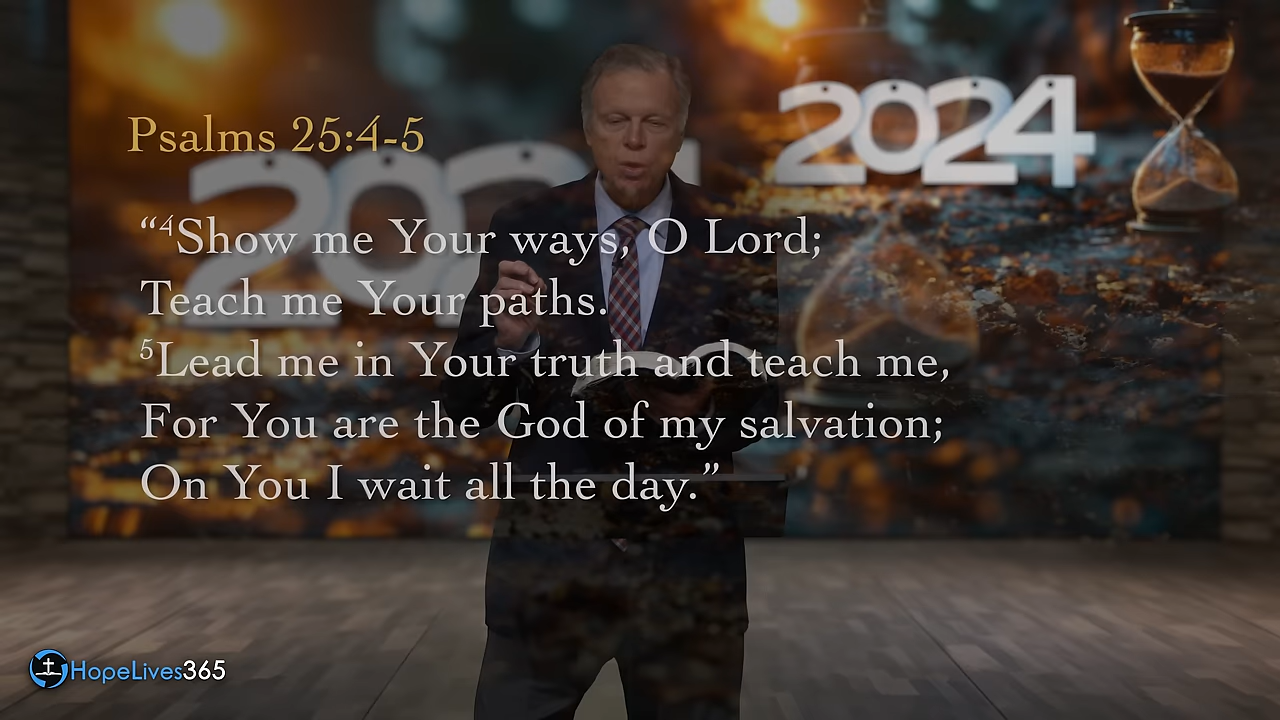 2024
Psalms 25:4-5
202
“⁴Show me Your ways, O Lord;
Teach me Your paths.
⁵Lead me in Your truth and teach me,
For You are the God of my salvation;
On You I wait all the day.”
HopeLives365